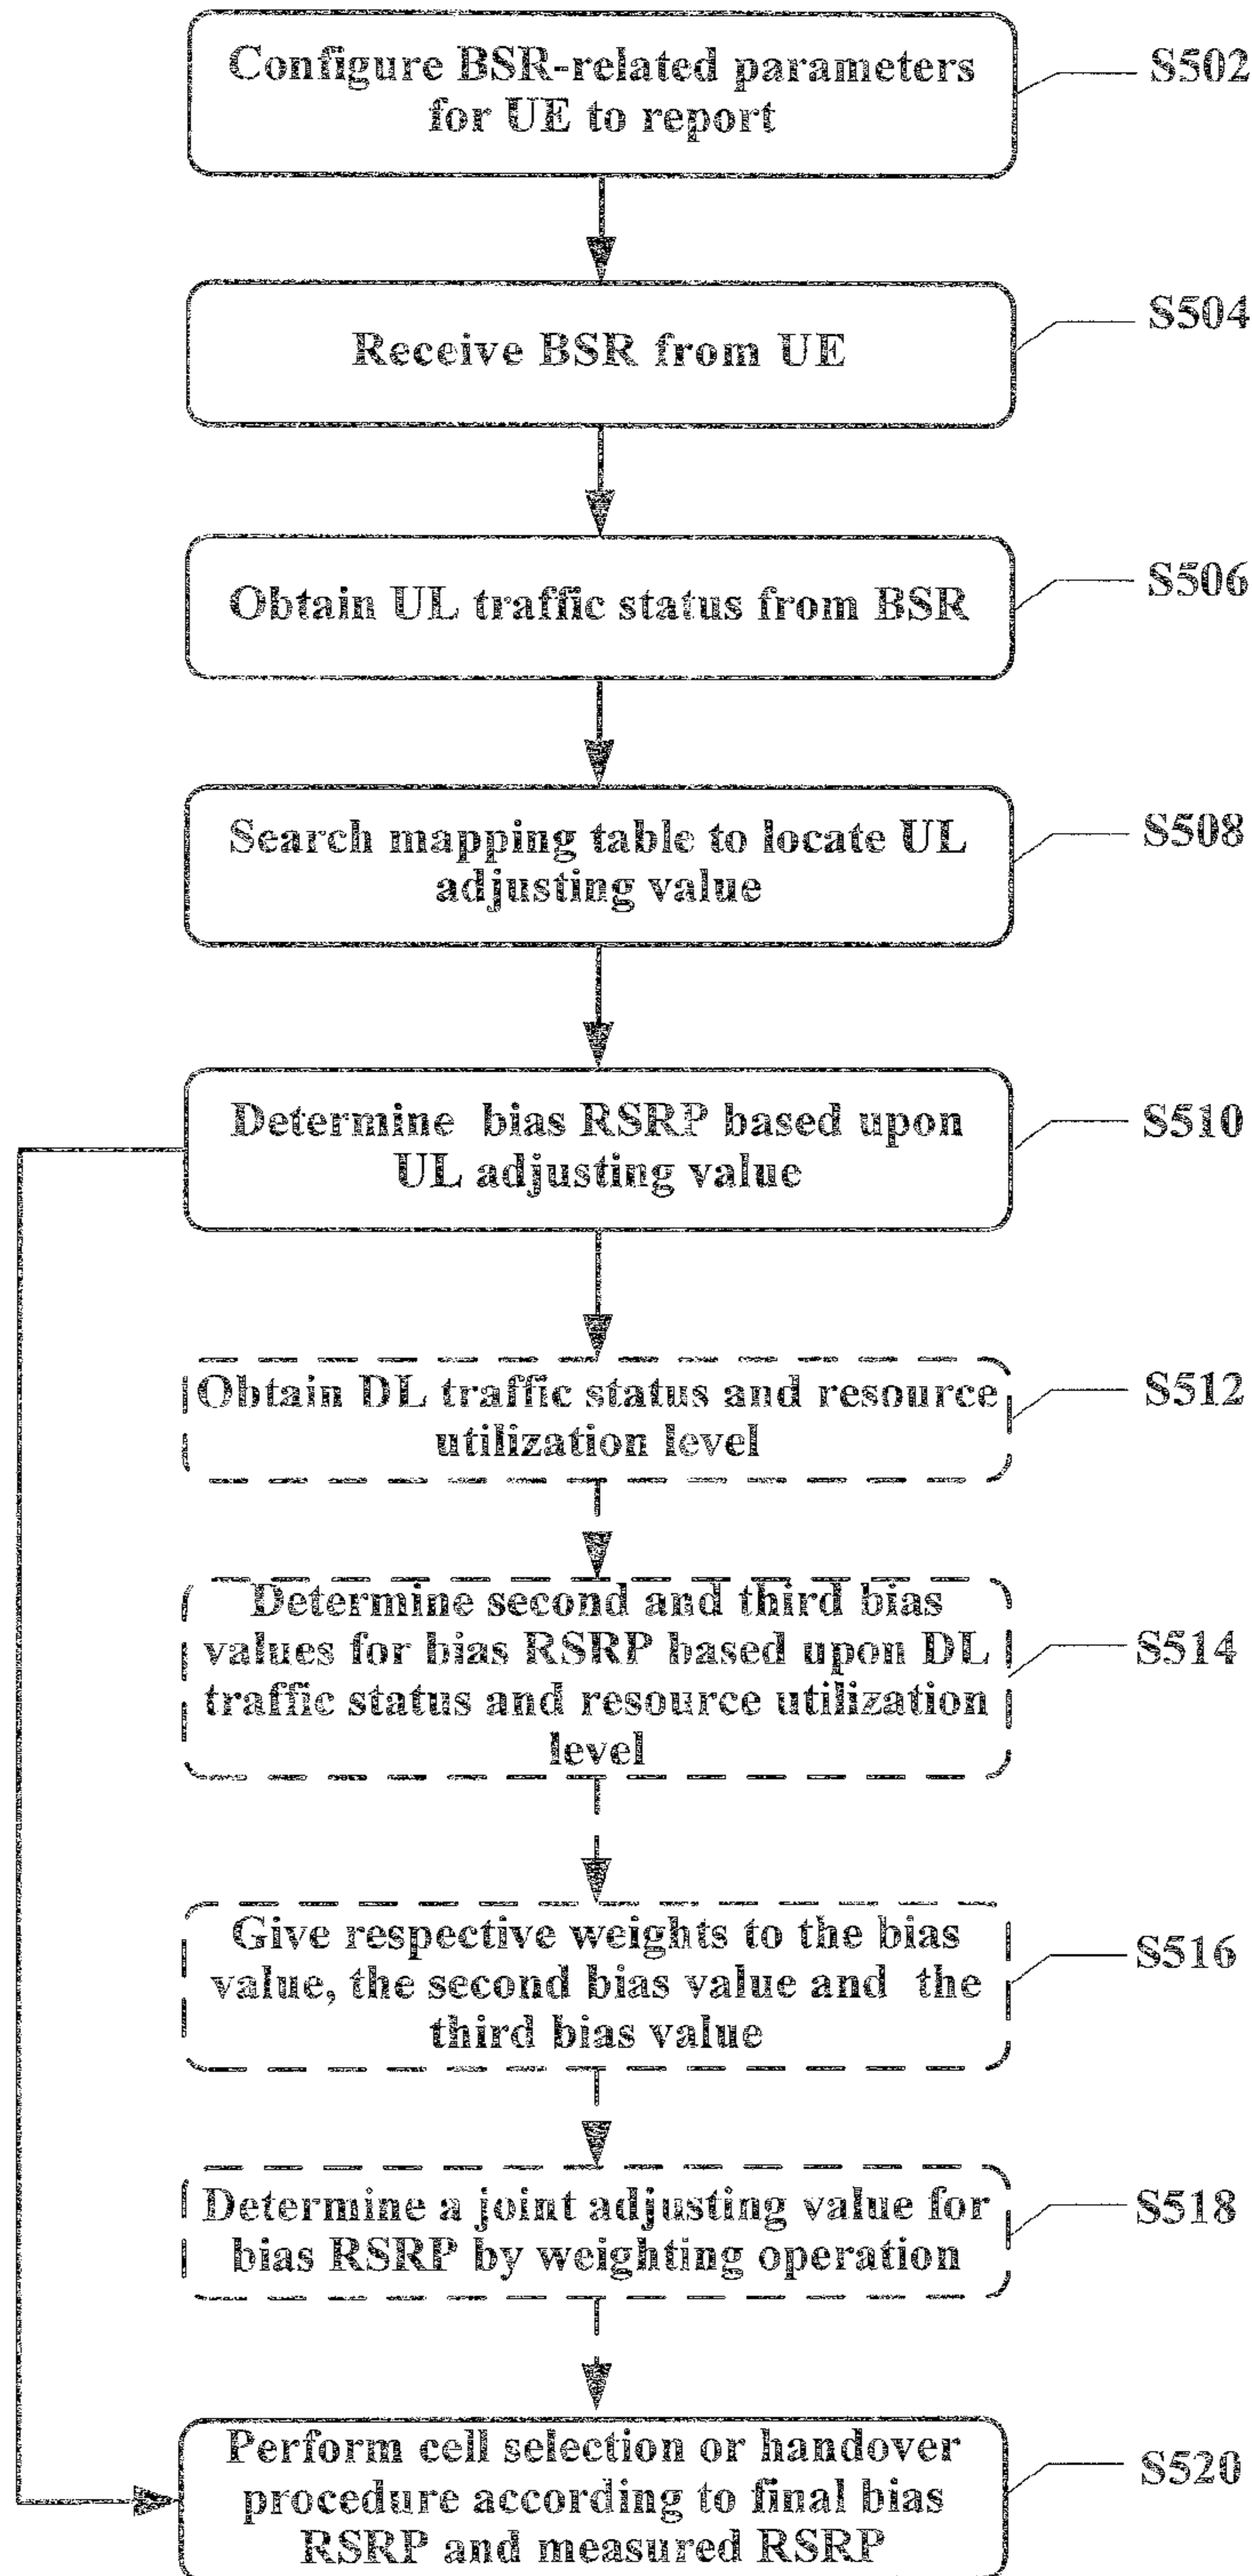 Configure BSR-related parameters
for UE to report
S502
Receive BSR from UE
S504
Obtain UL traffic status from BSR
S506
Search mapping table to locate UL
adjusting value
S508
Determine bias RSRP based upon
UL adjusting value
S510
Obtain DL traffic status and resource
utilization level
S512
Determine second and third bias
values for bias RSRP based upon DL
traffic status and resource utilization
level
S514
Give respective weights to the bias
value, the second bias value and the
third bias value
S516
Determine a joint adjusting value for
bias RSRP by weighting operation
S518
Perform cell selection or handover
procedure according to final bias
RSRP and measured RSRP
S520